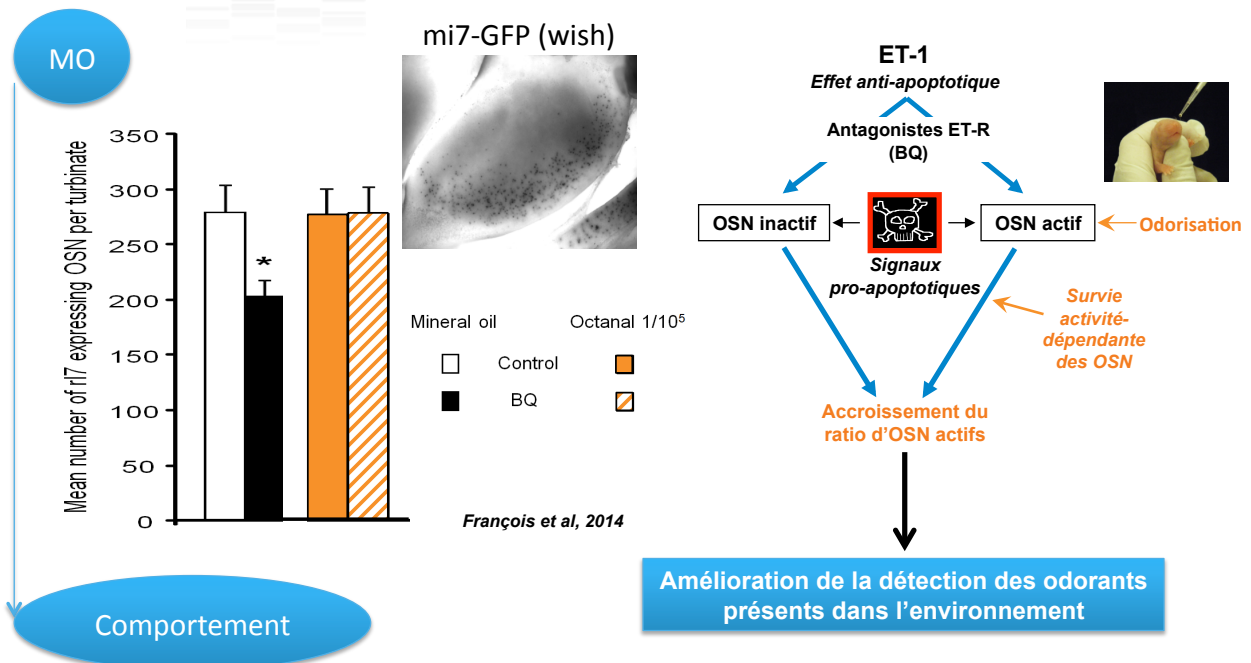 MO
mi7-GFP (wish)
Mean number of rI7 expressing OSN per turbinate
350
300
250
200
150
100
50
0
*
Mineral oil Octanal 1/10⁵
Control
BQ
François et al, 2014
ET-1
Effet anti-apoptotique
Antagonistes ET-R
(BQ)
OSN inactif
OSN actif
Odorisation
Signaux
pro-apoptotiques
Survie
activité-
dépendante
des OSN
Accroissement du
ratio d'OSN actifs
Amélioration de la détection des odorants
présents dans l'environnement
Comportement